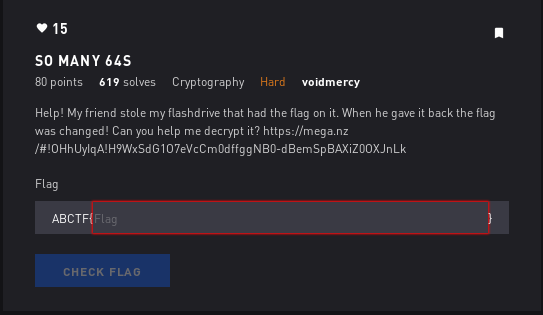 15
SO MANY 64S
80 points 619 solves Cryptography Hard voidmercy
Help! My friend stole my flashdrive that had the flag on it. When he gave it back the flag
was changed! Can you help me decrypt it? https://mega.nz
/#!OHhUyIqA!H9WxSdG1O7eVcCm0dffggNB0-dBemSpBAXiZ0OXJnLk
Flag
ABCTF{Flag}
CHECK FLAG